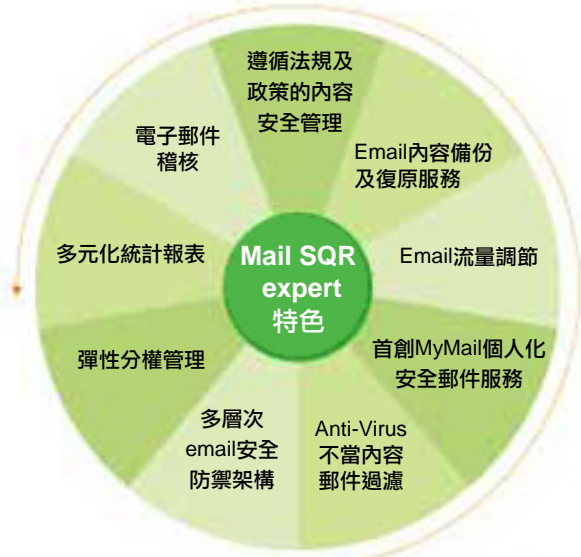 遵循法規及
政策的內容
安全管理
Email內容備份
及復原服務
Email流量調節
首創MyMail個人化
安全郵件服務
Anti-Virus
不當內容
郵件過濾
多層次
email安全
防禦架構
彈性分權管理
多元化統計報表
電子郵件
稽核
Mail SQR
expert
特色